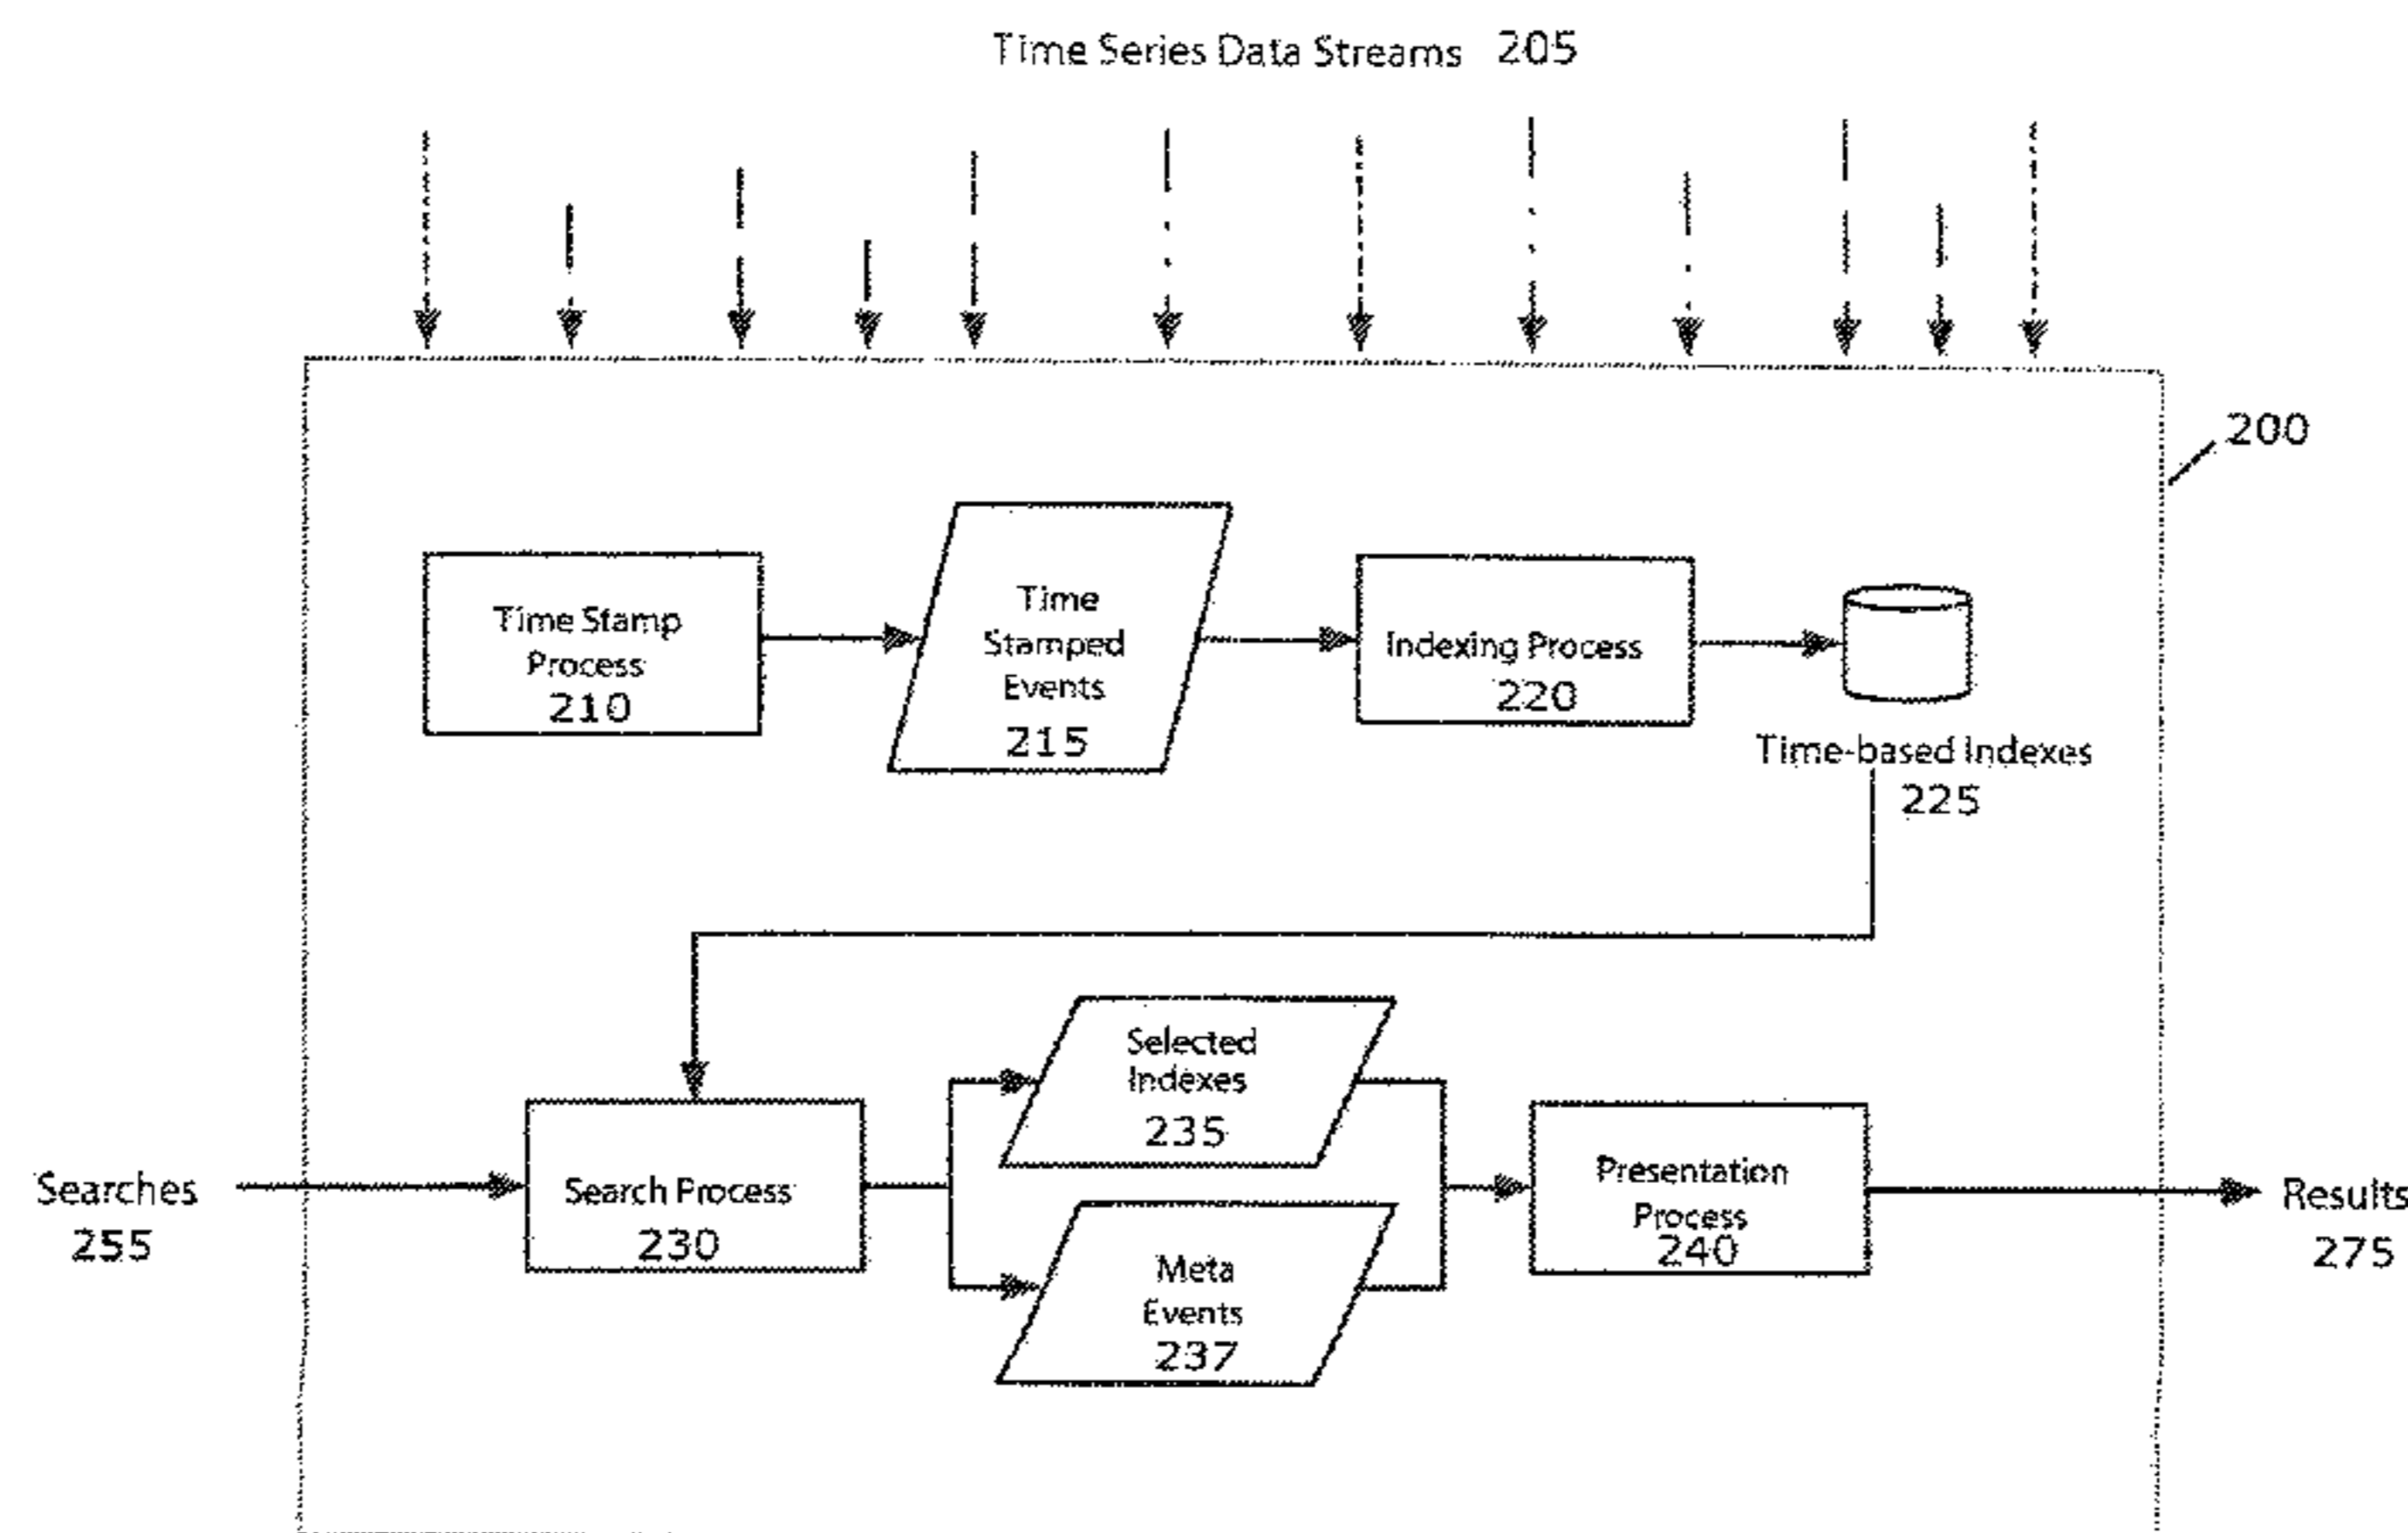 Time Series Data Streams 205
200
Time Stamp
Process
210
Time
Stamped
Events
215
Indexing Process
220
Time-based Indexes
225
Selected
Indexes
235
Searches
255
Search Process
230
Meta
Events
237
Presentation
Process
240
Results
275